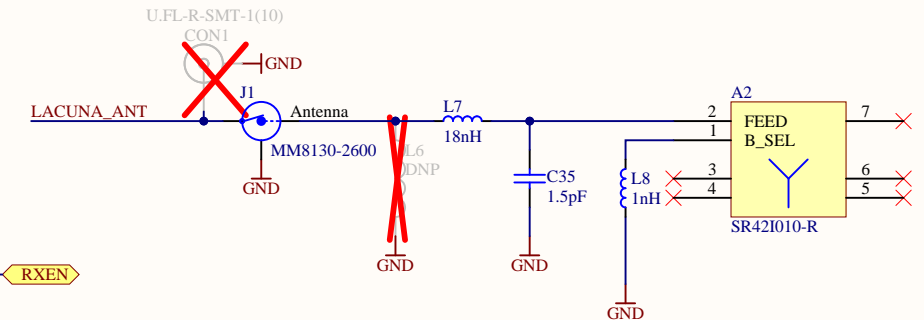 U.FL-R-SMT-1(10)
CON1
GND
J1
LACUNA_ANT
Antenna
MM8130-2600
GND
L6
DNP
GND
L7
18nH
C35
1.5pF
GND
L8
1nH
GND
A2
2
FEED
7
1
B_SEL
3
6
4
5
SR42I010-R
RXEN